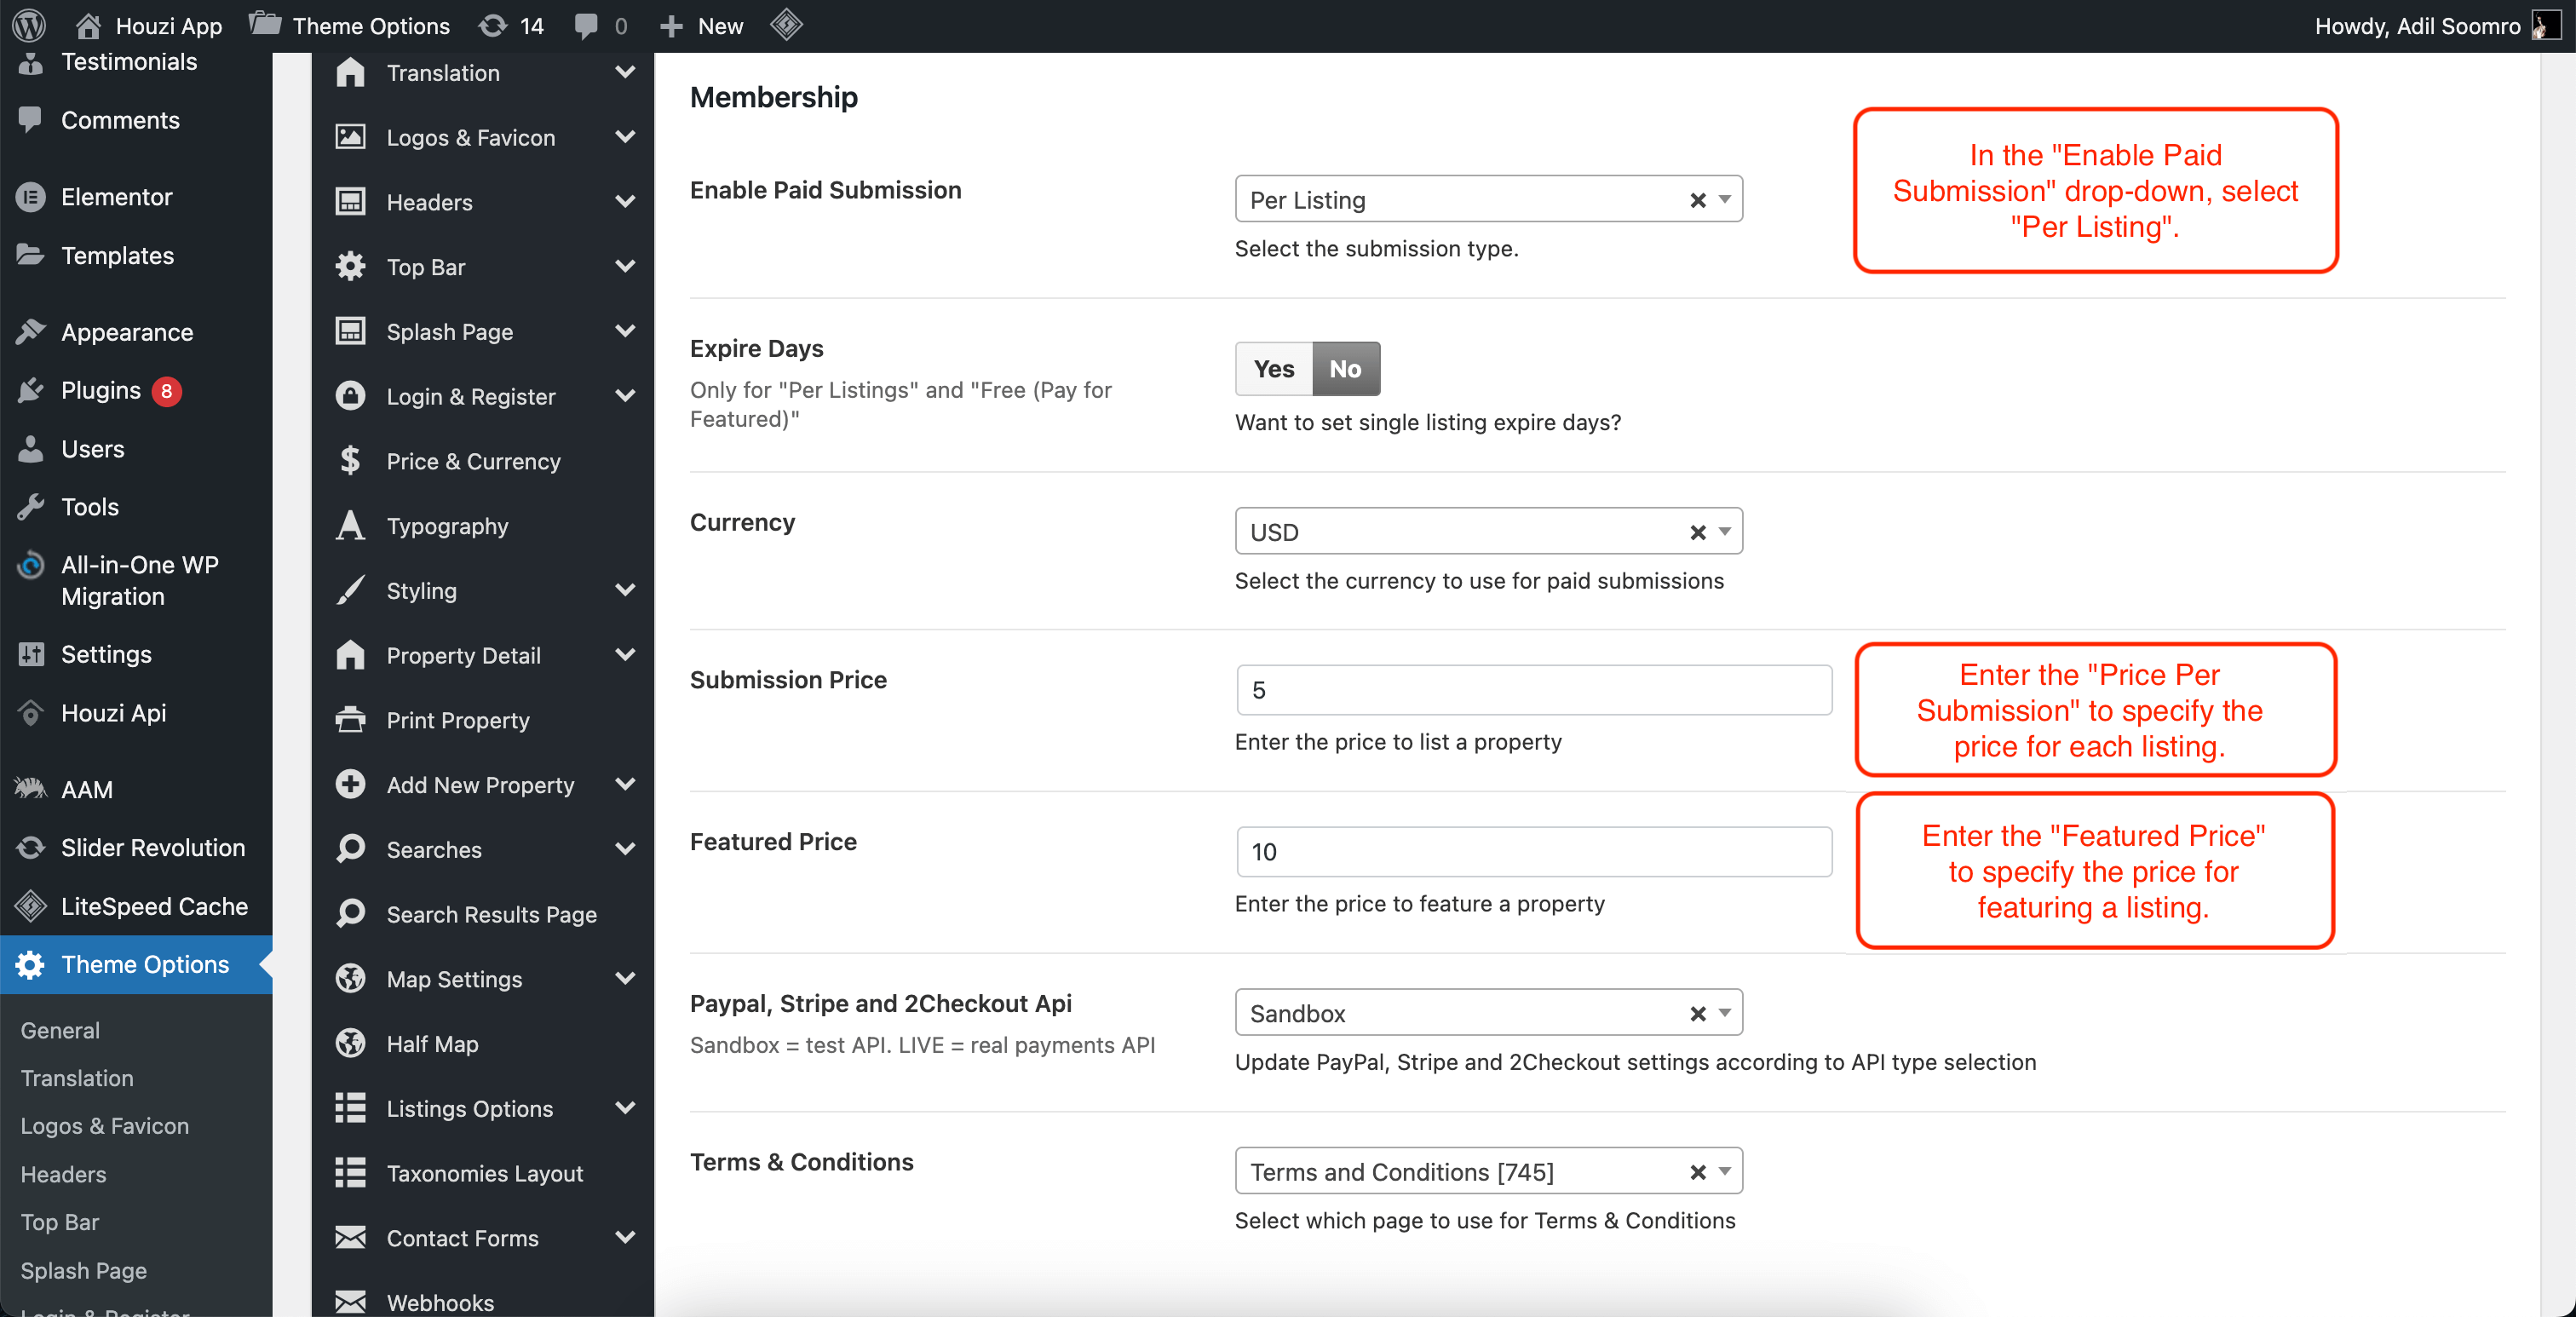 Houzi App
Theme Options
14
0
New
Howdy, Adil Soomro
Testimonials
Comments
Elementor
Templates
Appearance
Plugins 8
Users
Tools
All-in-One WP
Migration
Settings
Houzi Api
AAM
Slider Revolution
LiteSpeed Cache
Theme Options
General
Translation
Logos & Favicon
Headers
Top Bar
Splash Page
Login & Register
Translation
Logos & Favicon
Headers
Top Bar
Splash Page
Login & Register
Price & Currency
Typography
Styling
Property Detail
Print Property
Add New Property
Searches
Search Results Page
Map Settings
Half Map
Listings Options
Taxonomies Layout
Contact Forms
Webhooks
Membership
Enable Paid Submission
Per Listing
Select the submission type.
In the "Enable Paid
Submission" drop-down, select
"Per Listing".
Expire Days
Only for "Per Listings" and "Free (Pay for
Featured)"
Yes No
Want to set single listing expire days?
Currency
USD
Select the currency to use for paid submissions
Submission Price
5
Enter the price to list a property
Enter the "Price Per
Submission" to specify the
price for each listing.
Featured Price
10
Enter the price to feature a property
Enter the "Featured Price"
to specify the price for
featuring a listing.
Paypal, Stripe and 2Checkout Api
Sandbox = test API. LIVE = real payments API
Sandbox
Update PayPal, Stripe and 2Checkout settings according to API type selection
Terms & Conditions
Terms and Conditions [745]
Select which page to use for Terms & Conditions